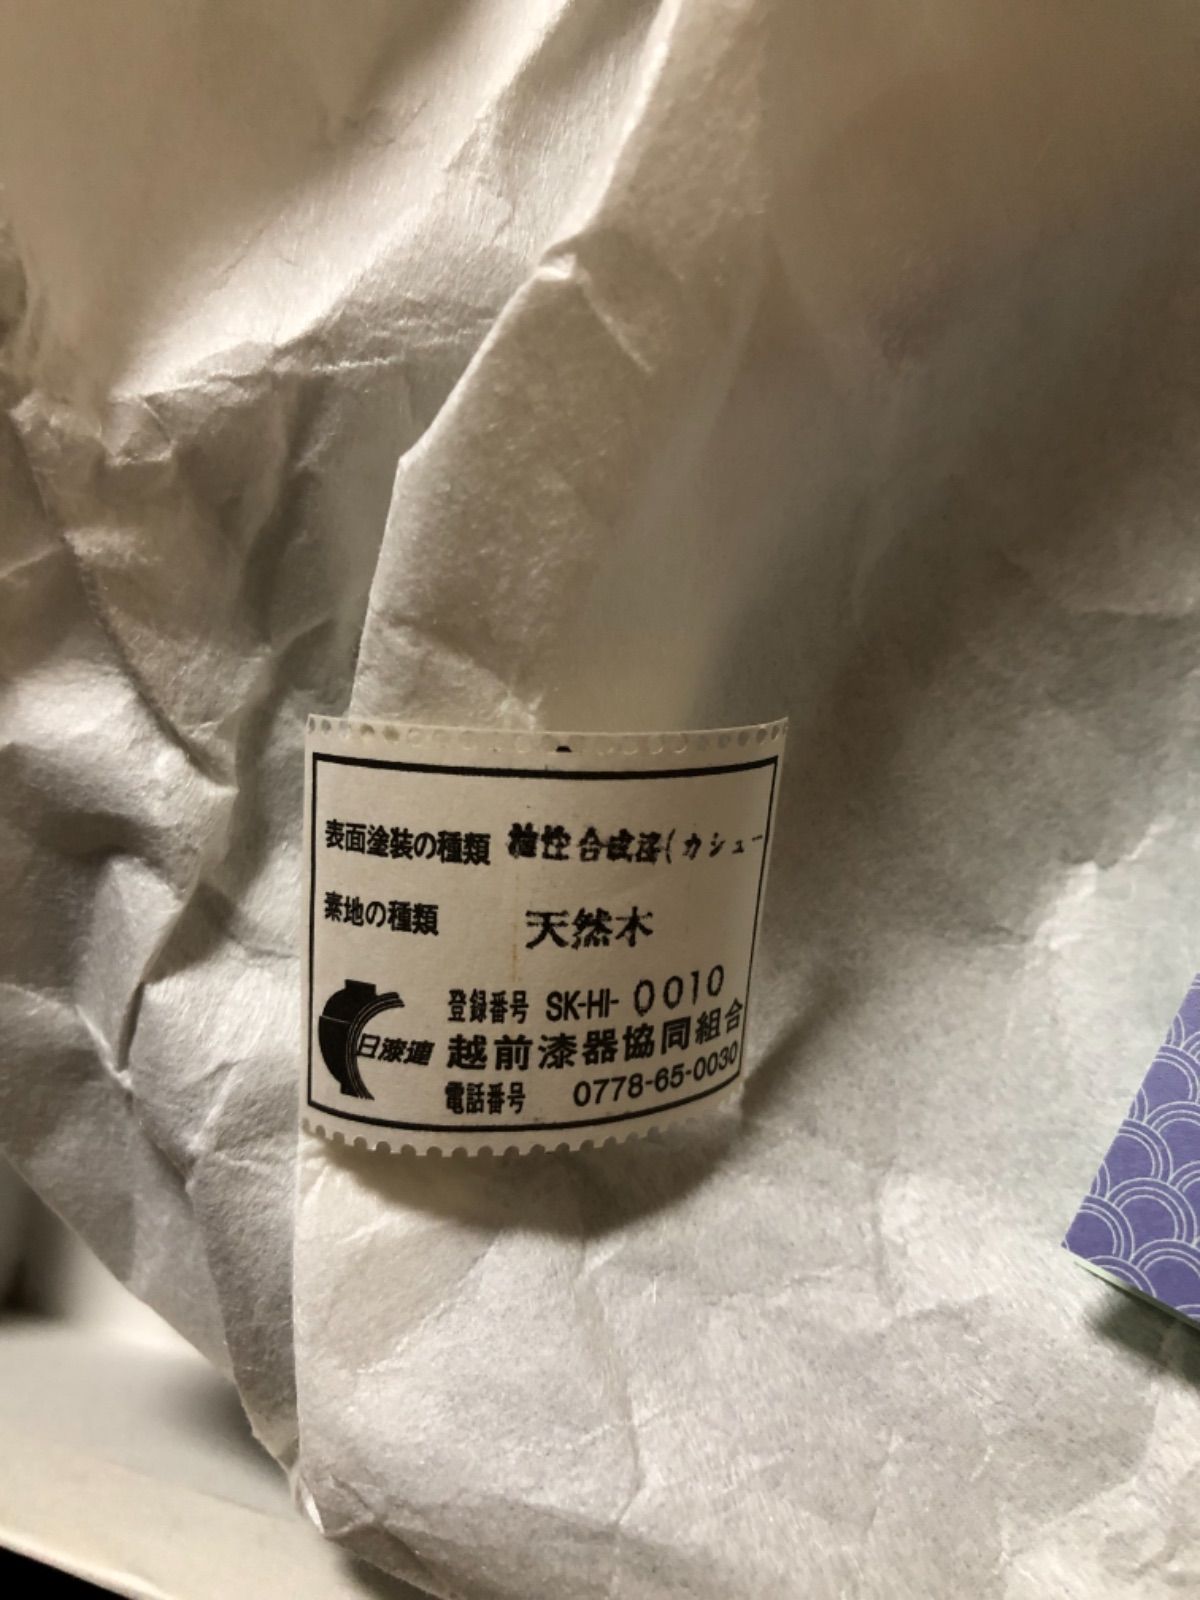 表面塗装の種類 油性合成漆(カシュー
素地の種類 天然木
登録番号 SK-HI-0010
日漆連 越前漆器協同組合
電話番号 0778-65-0030